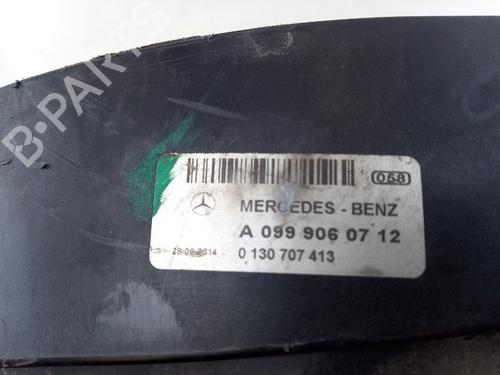 B-PARTS
058
MERCEDES - BENZ
A 099 906 07 12
0 130 707 413